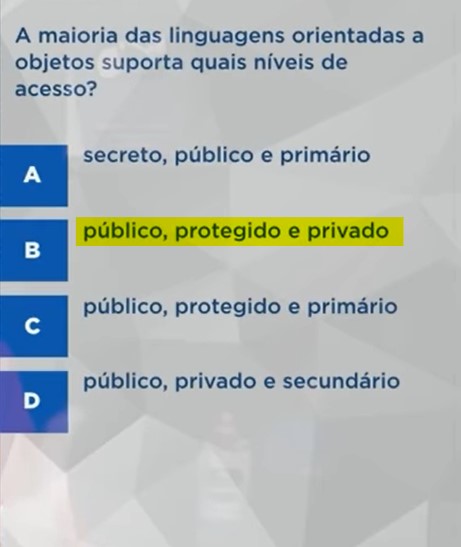 A maioria das linguagens orientadas a
objetos suporta quais níveis de
acesso?
A
secreto, público e primário
B
público, protegido e privado
C
público, protegido e primário
D
público, privado e secundário